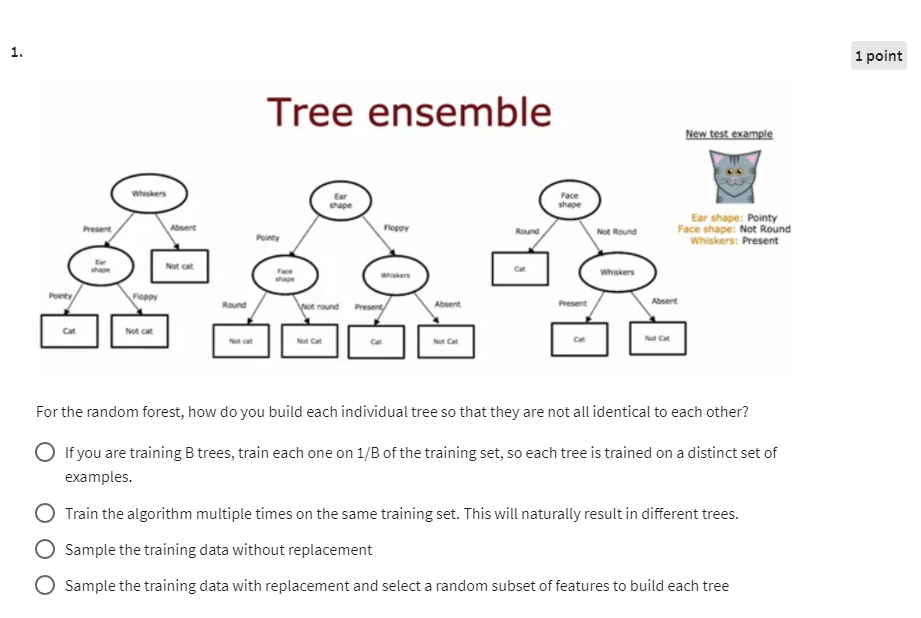 1.
1 point
Tree ensemble
New test example
Ear shape: Pointy
Face shape: Not Round
Whiskers: Present
Whiskers
Present
Absent
Ear
shape
Not cat
Pointy
Floppy
Cat
Not cat
Ear
shape
Pointy
Floppy
Face
shape
Whiskers
Round
Not round
Present
Absent
Not cat
Not Cat
Cat
Not Cat
Face
shape
Round
Not Round
Cat
Whiskers
Present
Absent
Cat
Not Cat
For the random forest, how do you build each individual tree so that they are not all identical to each other?
If you are training B trees, train each one on 1/B of the training set, so each tree is trained on a distinct set of
examples.
Train the algorithm multiple times on the same training set. This will naturally result in different trees.
Sample the training data without replacement
Sample the training data with replacement and select a random subset of features to build each tree